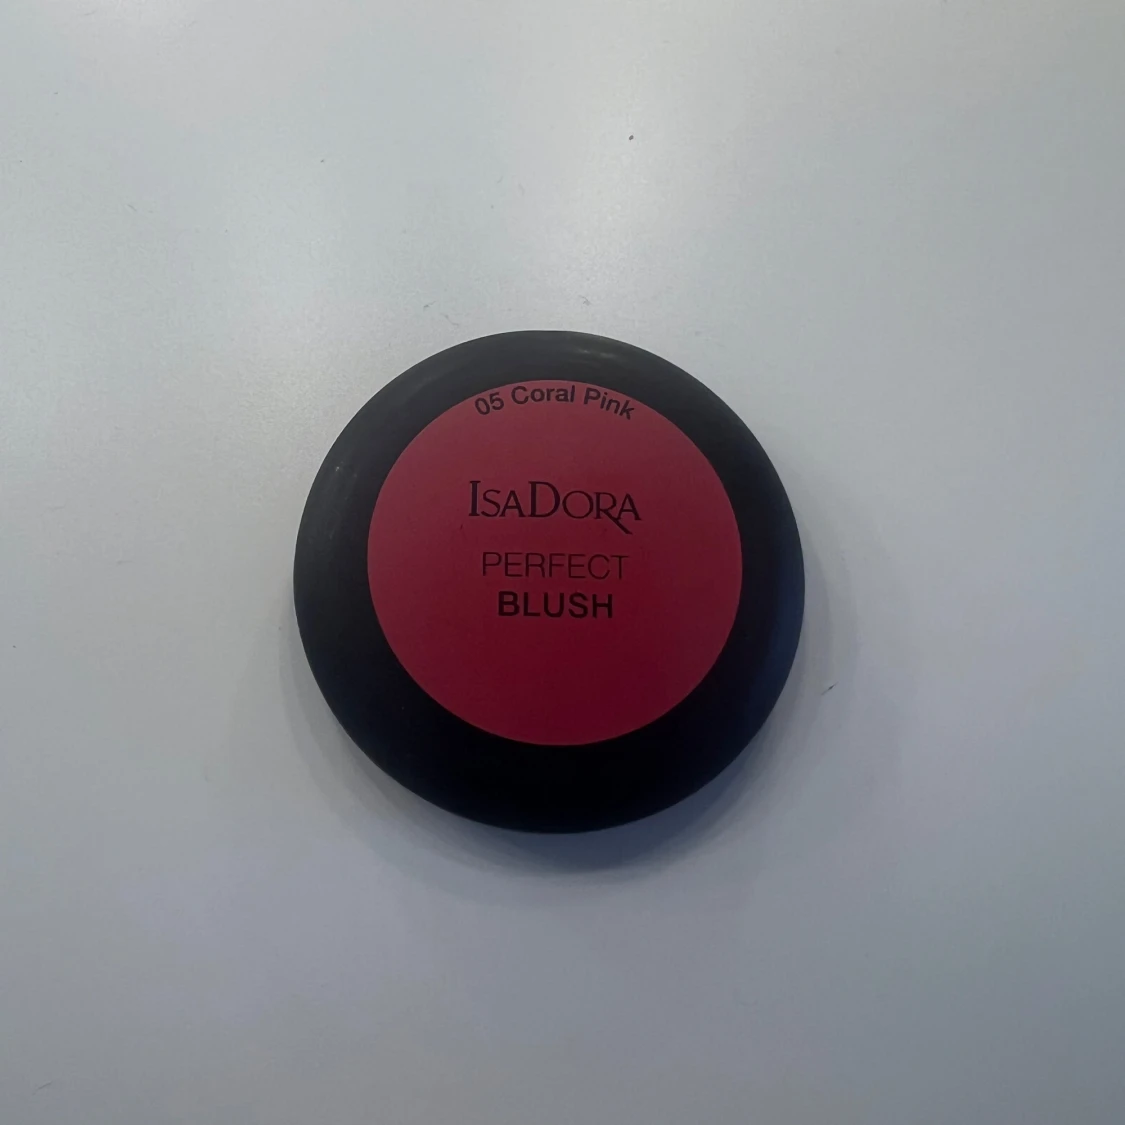 05 Coral Pink
ISADORA
PERFECT
BLUSH